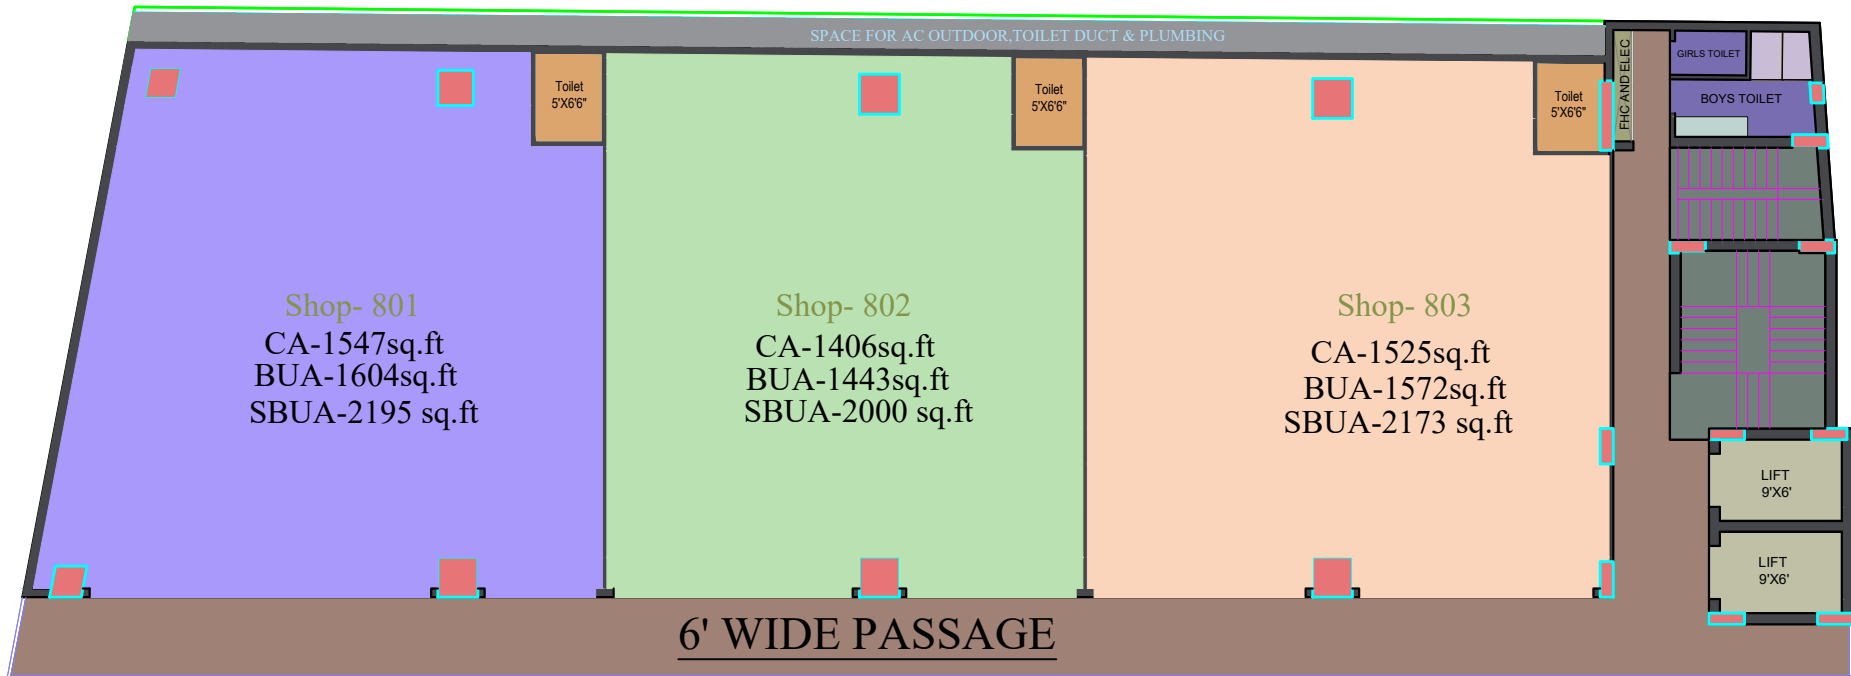 SPACE FOR AC OUTDOOR,TOILET DUCT & PLUMBING
Toilet
5'X6'6"
Toilet
5'X6'6"
Toilet
5'X6'6"
FHC AND ELEC
GIRLS TOILET
BOYS TOILET
Shop- 801
CA-1547sq.ft
BUA-1604sq.ft
SBUA-2195 sq.ft
Shop- 802
CA-1406sq.ft
BUA-1443sq.ft
SBUA-2000 sq.ft
Shop- 803
CA-1525sq.ft
BUA-1572sq.ft
SBUA-2173 sq.ft
LIFT
9'X6'
LIFT
9'X6'
6' WIDE PASSAGE